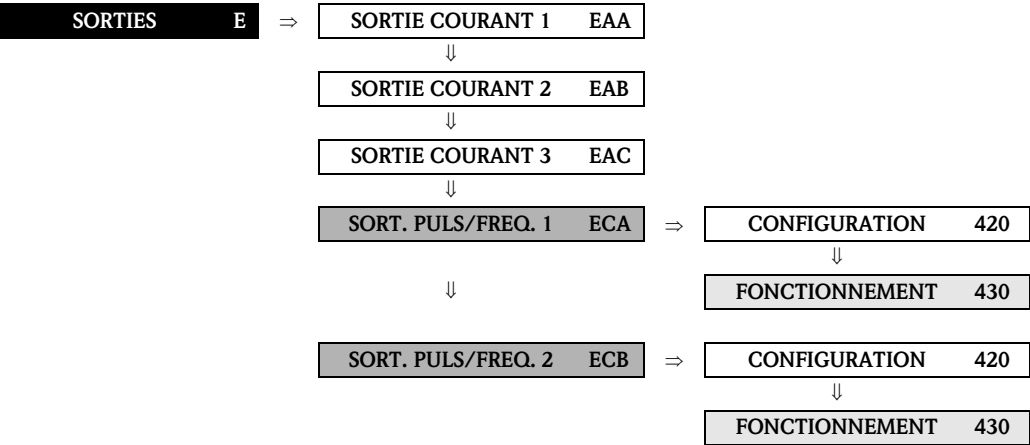 SORTIES E ⇒ SORTIE COURANT 1 EAA
⇓
SORTIE COURANT 2 EAB
⇓
SORTIE COURANT 3 EAC
⇓
SORT. PULS/FREQ. 1 ECA ⇒ CONFIGURATION 420
⇓
⇓ FONCTIONNEMENT 430
SORT. PULS/FREQ. 2 ECB ⇒ CONFIGURATION 420
⇓
FONCTIONNEMENT 430